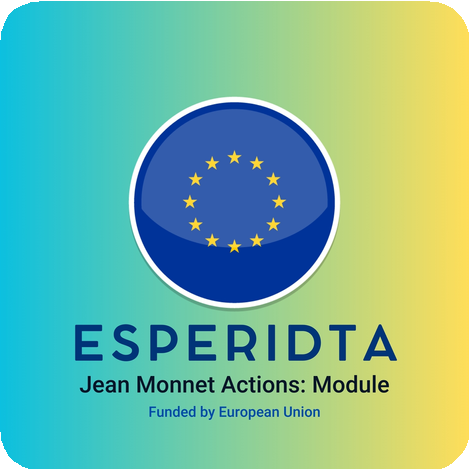 ESPERIDTA
Jean Monnet Actions: Module
Funded by European Union